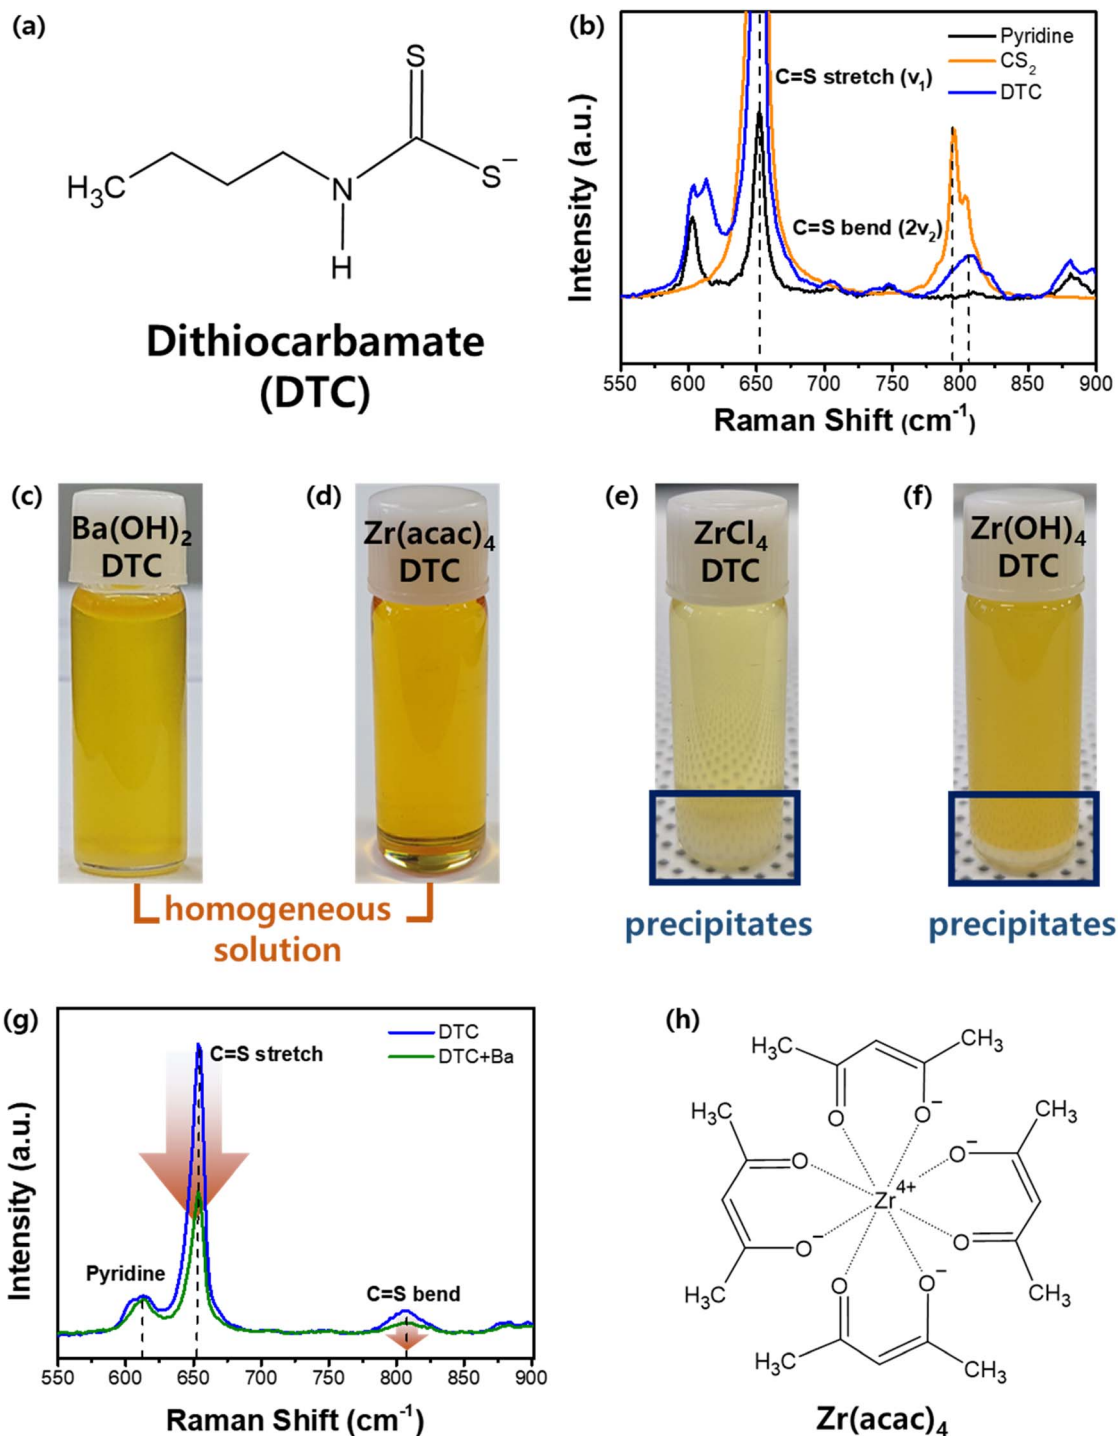 (a)
S
H₃C
N
S⁻
H
Dithiocarbamate
(DTC)
(b)
Pyridine
CS₂
DTC
C=S stretch (v₁)
C=S bend (2v₂)
Intensity (a.u.)
550 600 650 700 750 800 850 900
Raman Shift (cm⁻¹)
(c)
Ba(OH)₂
DTC
(d)
Zr(acac)₄
DTC
homogeneous
solution
(e)
ZrCl₄
DTC
precipitates
(f)
Zr(OH)₄
DTC
precipitates
(g)
DTC
DTC+Ba
C=S stretch
Pyridine
C=S bend
Intensity (a.u.)
550 600 650 700 750 800 850 900
Raman Shift (cm⁻¹)
(h)
H₃C CH₃
O O⁻
H₃C CH₃
O O⁻
Zr⁴⁺
O⁻ O
H₃C CH₃
O O⁻
H₃C CH₃
Zr(acac)₄